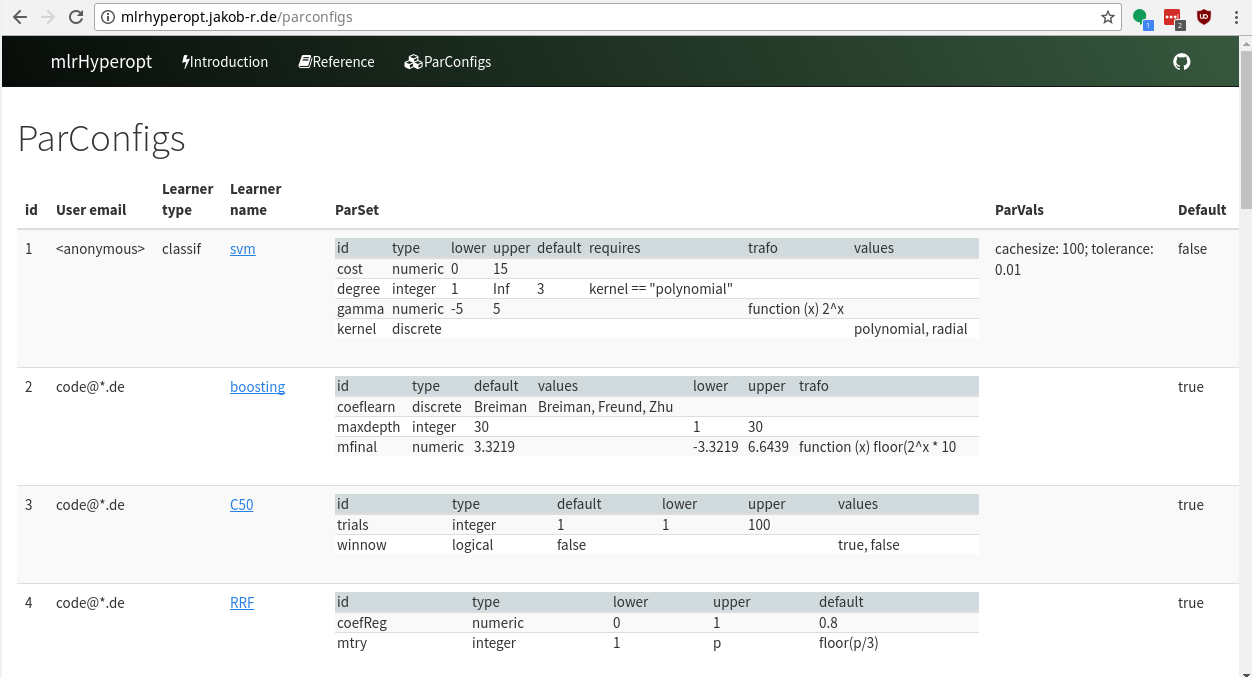 mlrhyperopt.jakob-r.de/parconfigs
1
2
mlrHyperopt Introduction Reference ParConfigs
ParConfigs
id User email Learner type Learner name ParSet ParVals Default
1 <anonymous> classif svm cachesize: 100; tolerance: 0.01 false
id type lower upper default requires trafo values
cost numeric 0 15
degree integer 1 Inf 3 kernel == "polynomial"
gamma numeric -5 5 function (x) 2^x
kernel discrete polynomial, radial
2 code@*.de boosting true
id type default values lower upper trafo
coeflearn discrete Breiman Breiman, Freund, Zhu
maxdepth integer 30 1 30
mfinal numeric 3.3219 -3.3219 6.6439 function (x) floor(2^x * 10
3 code@*.de C50 true
id type default lower upper values
trials integer 1 1 100
winnow logical false true, false
4 code@*.de RRF true
id type lower upper default
coefReg numeric 0 1 0.8
mtry integer 1 p floor(p/3)